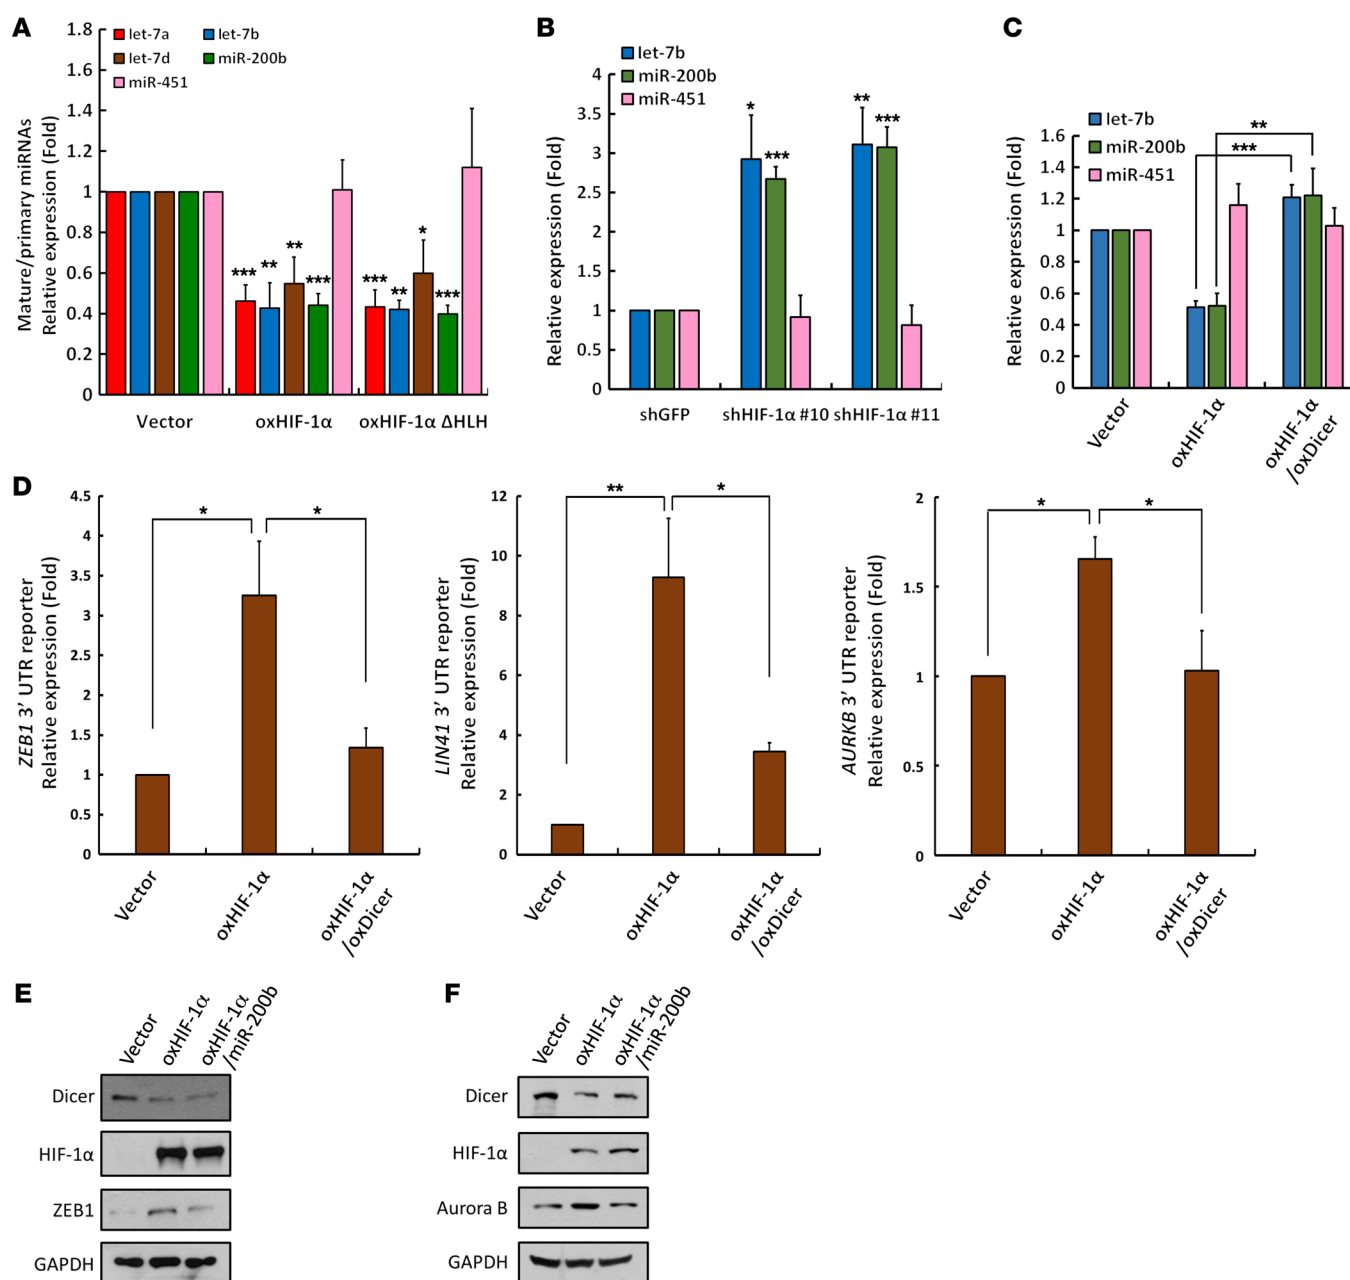 A
let-7a
let-7b
let-7d
miR-200b
miR-451
Mature/primary miRNAs
Relative expression (Fold)
1.8
1.6
1.4
1.2
1
0.8
0.6
0.4
0.2
0
***
**
**
***
***
**
*
***
Vector
oxHIF-1α
oxHIF-1α ΔHLH
B
let-7b
miR-200b
miR-451
Relative expression (Fold)
4
3.5
3
2.5
2
1.5
1
0.5
0
*
***
**
***
shGFP
shHIF-1α #10
shHIF-1α #11
C
let-7b
miR-200b
miR-451
Relative expression (Fold)
1.6
1.4
1.2
1
0.8
0.6
0.4
0.2
0
**
***
Vector
oxHIF-1α
oxHIF-1α
/oxDicer
D
ZEB1 3′ UTR reporter
Relative expression (Fold)
4.5
4
3.5
3
2.5
2
1.5
1
0.5
0
*
*
Vector
oxHIF-1α
oxHIF-1α
/oxDicer
LIN41 3′ UTR reporter
Relative expression (Fold)
12
10
8
6
4
2
0
**
*
Vector
oxHIF-1α
oxHIF-1α
/oxDicer
AURKB 3′ UTR reporter
Relative expression (Fold)
2
1.5
1
0.5
0
*
*
Vector
oxHIF-1α
oxHIF-1α
/oxDicer
E
Vector
oxHIF-1α
oxHIF-1α
/miR-200b
Dicer
HIF-1α
ZEB1
GAPDH
F
Vector
oxHIF-1α
oxHIF-1α
/miR-200b
Dicer
HIF-1α
Aurora B
GAPDH